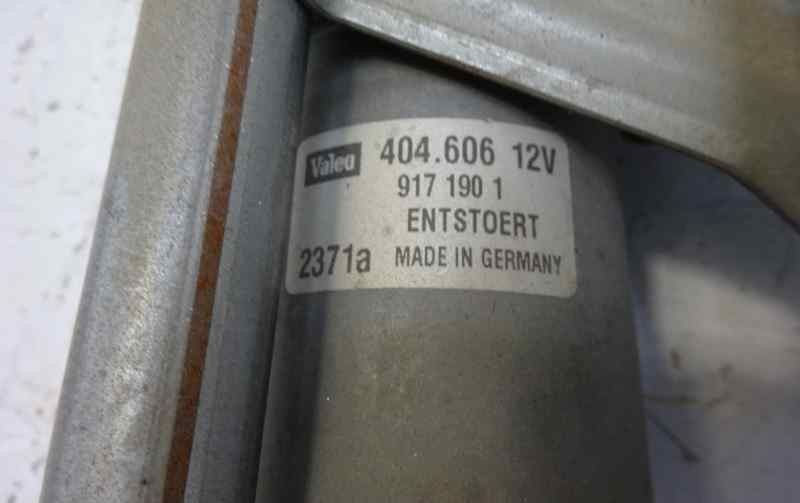 Valeo 404.606 12V
917 190 1
ENTSTOERT
2371a MADE IN GERMANY